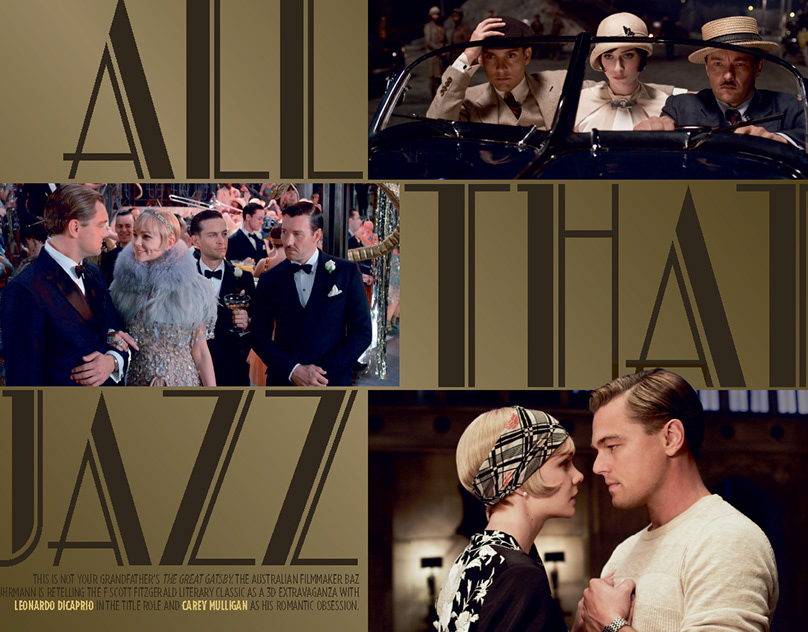 ALL
THAT
JAZZ
THIS IS NOT YOUR GRANDFATHER'S THE GREAT GATSBY. THE AUSTRALIAN FILMMAKER BAZ
UHRMANN IS RETELLING THE F SCOTT FITZGERALD LITERARY CLASSIC AS A 3D EXTRAVAGANZA WITH
LEONARDO DICAPRIO IN THE TITLE ROLE AND CAREY MULLIGAN AS HIS ROMANTIC OBSESSION.